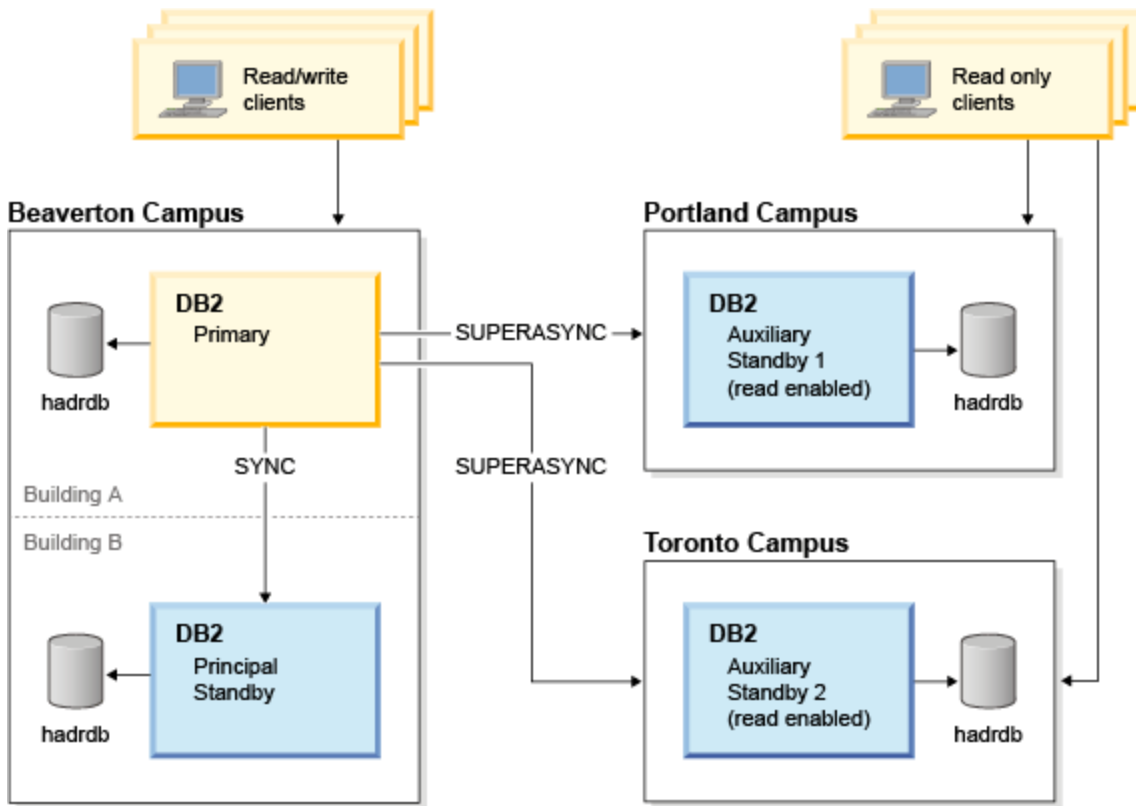 Read/write
clients
Read only
clients
Beaverton Campus
DB2
Primary
hadrdb
SYNC
Building A
Building B
DB2
Principal
Standby
hadrdb
SUPERASYNC
SUPERASYNC
Portland Campus
DB2
Auxiliary
Standby 1
(read enabled)
hadrdb
Toronto Campus
DB2
Auxiliary
Standby 2
(read enabled)
hadrdb